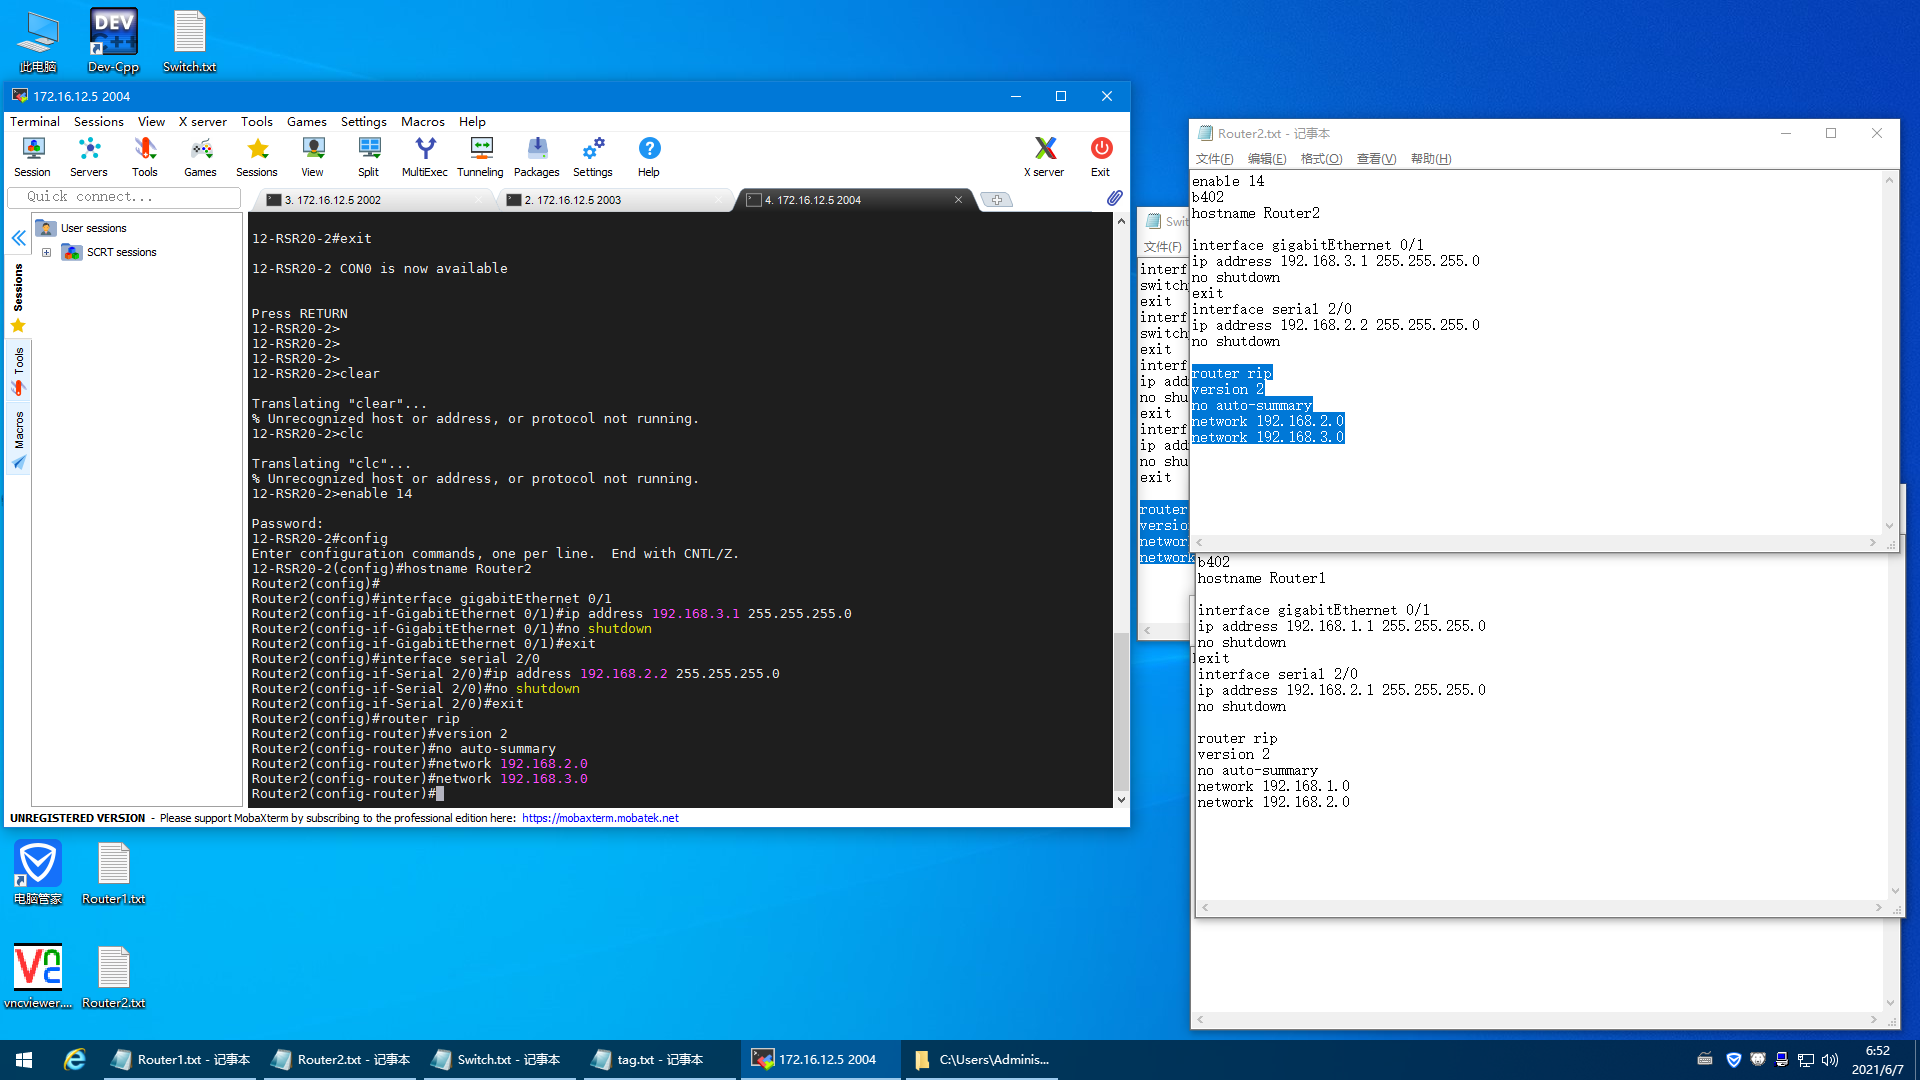 此电脑
Dev-Cpp
Switch.txt
172.16.12.5 2004
Terminal Sessions View X server Tools Games Settings Macros Help
Session Servers Tools Games Sessions View Split MultiExec Tunneling Packages Settings Help X server Exit
Quick connect...
3. 172.16.12.5 2002
2. 172.16.12.5 2003
4. 172.16.12.5 2004
User sessions
SCRT sessions
Sessions
Tools
Macros
12-RSR20-2#exit
12-RSR20-2 CON0 is now available
Press RETURN
12-RSR20-2>
12-RSR20-2>
12-RSR20-2>
12-RSR20-2>clear
Translating "clear"...
% Unrecognized host or address, or protocol not running.
12-RSR20-2>clc
Translating "clc"...
% Unrecognized host or address, or protocol not running.
12-RSR20-2>enable 14
Password:
12-RSR20-2#config
Enter configuration commands, one per line.  End with CNTL/Z.
12-RSR20-2(config)#hostname Router2
Router2(config)#
Router2(config)#interface gigabitEthernet 0/1
Router2(config-if-GigabitEthernet 0/1)#ip address 192.168.3.1 255.255.255.0
Router2(config-if-GigabitEthernet 0/1)#no shutdown
Router2(config-if-GigabitEthernet 0/1)#exit
Router2(config)#interface serial 2/0
Router2(config-if-Serial 2/0)#ip address 192.168.2.2 255.255.255.0
Router2(config-if-Serial 2/0)#no shutdown
Router2(config-if-Serial 2/0)#exit
Router2(config)#router rip
Router2(config-router)#version 2
Router2(config-router)#no auto-summary
Router2(config-router)#network 192.168.2.0
Router2(config-router)#network 192.168.3.0
Router2(config-router)#
UNREGISTERED VERSION - Please support MobaXterm by subscribing to the professional edition here: https://mobaxterm.mobatek.net
Swit
文件(F)
interf
switch
exit
interf
switch
exit
interf
ip add
no shu
exit
interf
ip add
no shu
exit
router
versio
networ
network
Router2.txt - 记事本
文件(F) 编辑(E) 格式(O) 查看(V) 帮助(H)
enable 14
b402
hostname Router2
interface gigabitEthernet 0/1
ip address 192.168.3.1 255.255.255.0
no shutdown
exit
interface serial 2/0
ip address 192.168.2.2 255.255.255.0
no shutdown
router rip
version 2
no auto-summary
network 192.168.2.0
network 192.168.3.0
b402
hostname Router1
interface gigabitEthernet 0/1
ip address 192.168.1.1 255.255.255.0
no shutdown
exit
interface serial 2/0
ip address 192.168.2.1 255.255.255.0
no shutdown
router rip
version 2
no auto-summary
network 192.168.1.0
network 192.168.2.0
电脑管家
Router1.txt
vncviewer....
Router2.txt
Router1.txt - 记事本
Router2.txt - 记事本
Switch.txt - 记事本
tag.txt - 记事本
172.16.12.5 2004
C:\Users\Adminis...
6:52
2021/6/7